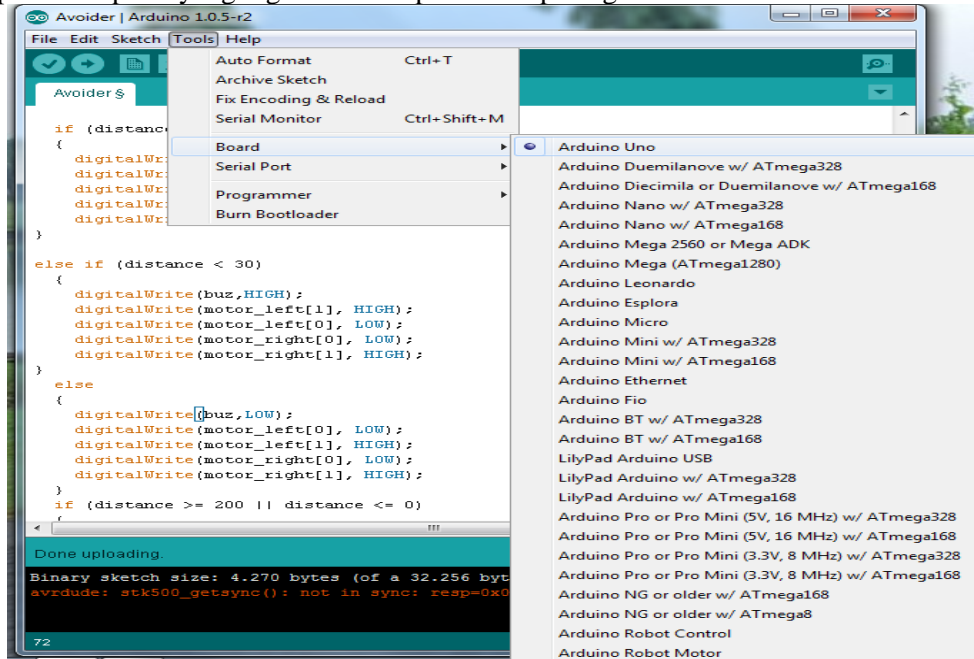 Avoider | Arduino 1.0.5-r2
File Edit Sketch Tools Help
Avoider §
Auto Format Ctrl+T
Archive Sketch
Fix Encoding & Reload
Serial Monitor Ctrl+Shift+M
Board
Serial Port
Programmer
Burn Bootloader
Arduino Uno
Arduino Duemilanove w/ ATmega328
Arduino Diecimila or Duemilanove w/ ATmega168
Arduino Nano w/ ATmega328
Arduino Nano w/ ATmega168
Arduino Mega 2560 or Mega ADK
Arduino Mega (ATmega1280)
Arduino Leonardo
Arduino Esplora
Arduino Micro
Arduino Mini w/ ATmega328
Arduino Mini w/ ATmega168
Arduino Ethernet
Arduino Fio
Arduino BT w/ ATmega328
Arduino BT w/ ATmega168
LilyPad Arduino USB
LilyPad Arduino w/ ATmega328
LilyPad Arduino w/ ATmega168
Arduino Pro or Pro Mini (5V, 16 MHz) w/ ATmega328
Arduino Pro or Pro Mini (5V, 16 MHz) w/ ATmega168
Arduino Pro or Pro Mini (3.3V, 8 MHz) w/ ATmega328
Arduino Pro or Pro Mini (3.3V, 8 MHz) w/ ATmega168
Arduino NG or older w/ ATmega168
Arduino NG or older w/ ATmega8
Arduino Robot Control
Arduino Robot Motor
if (distanc
{
digitalWr
digitalWr
digitalWr
digitalWr
digitalWr
}
else if (distance < 30)
{
digitalWrite(buz,HIGH);
digitalWrite(motor_left[1], HIGH);
digitalWrite(motor_left[0], LOW);
digitalWrite(motor_right[0], LOW);
digitalWrite(motor_right[1], HIGH);
}
else
{
digitalWrite(buz,LOW);
digitalWrite(motor_left[0], LOW);
digitalWrite(motor_left[1], HIGH);
digitalWrite(motor_right[0], LOW);
digitalWrite(motor_right[1], HIGH);
}
if (distance >= 200 || distance <= 0)
Done uploading.
Binary sketch size: 4.270 bytes (of a 32.256 byt
avrdude: stk500_getsync(): not in sync: resp=0x0
72